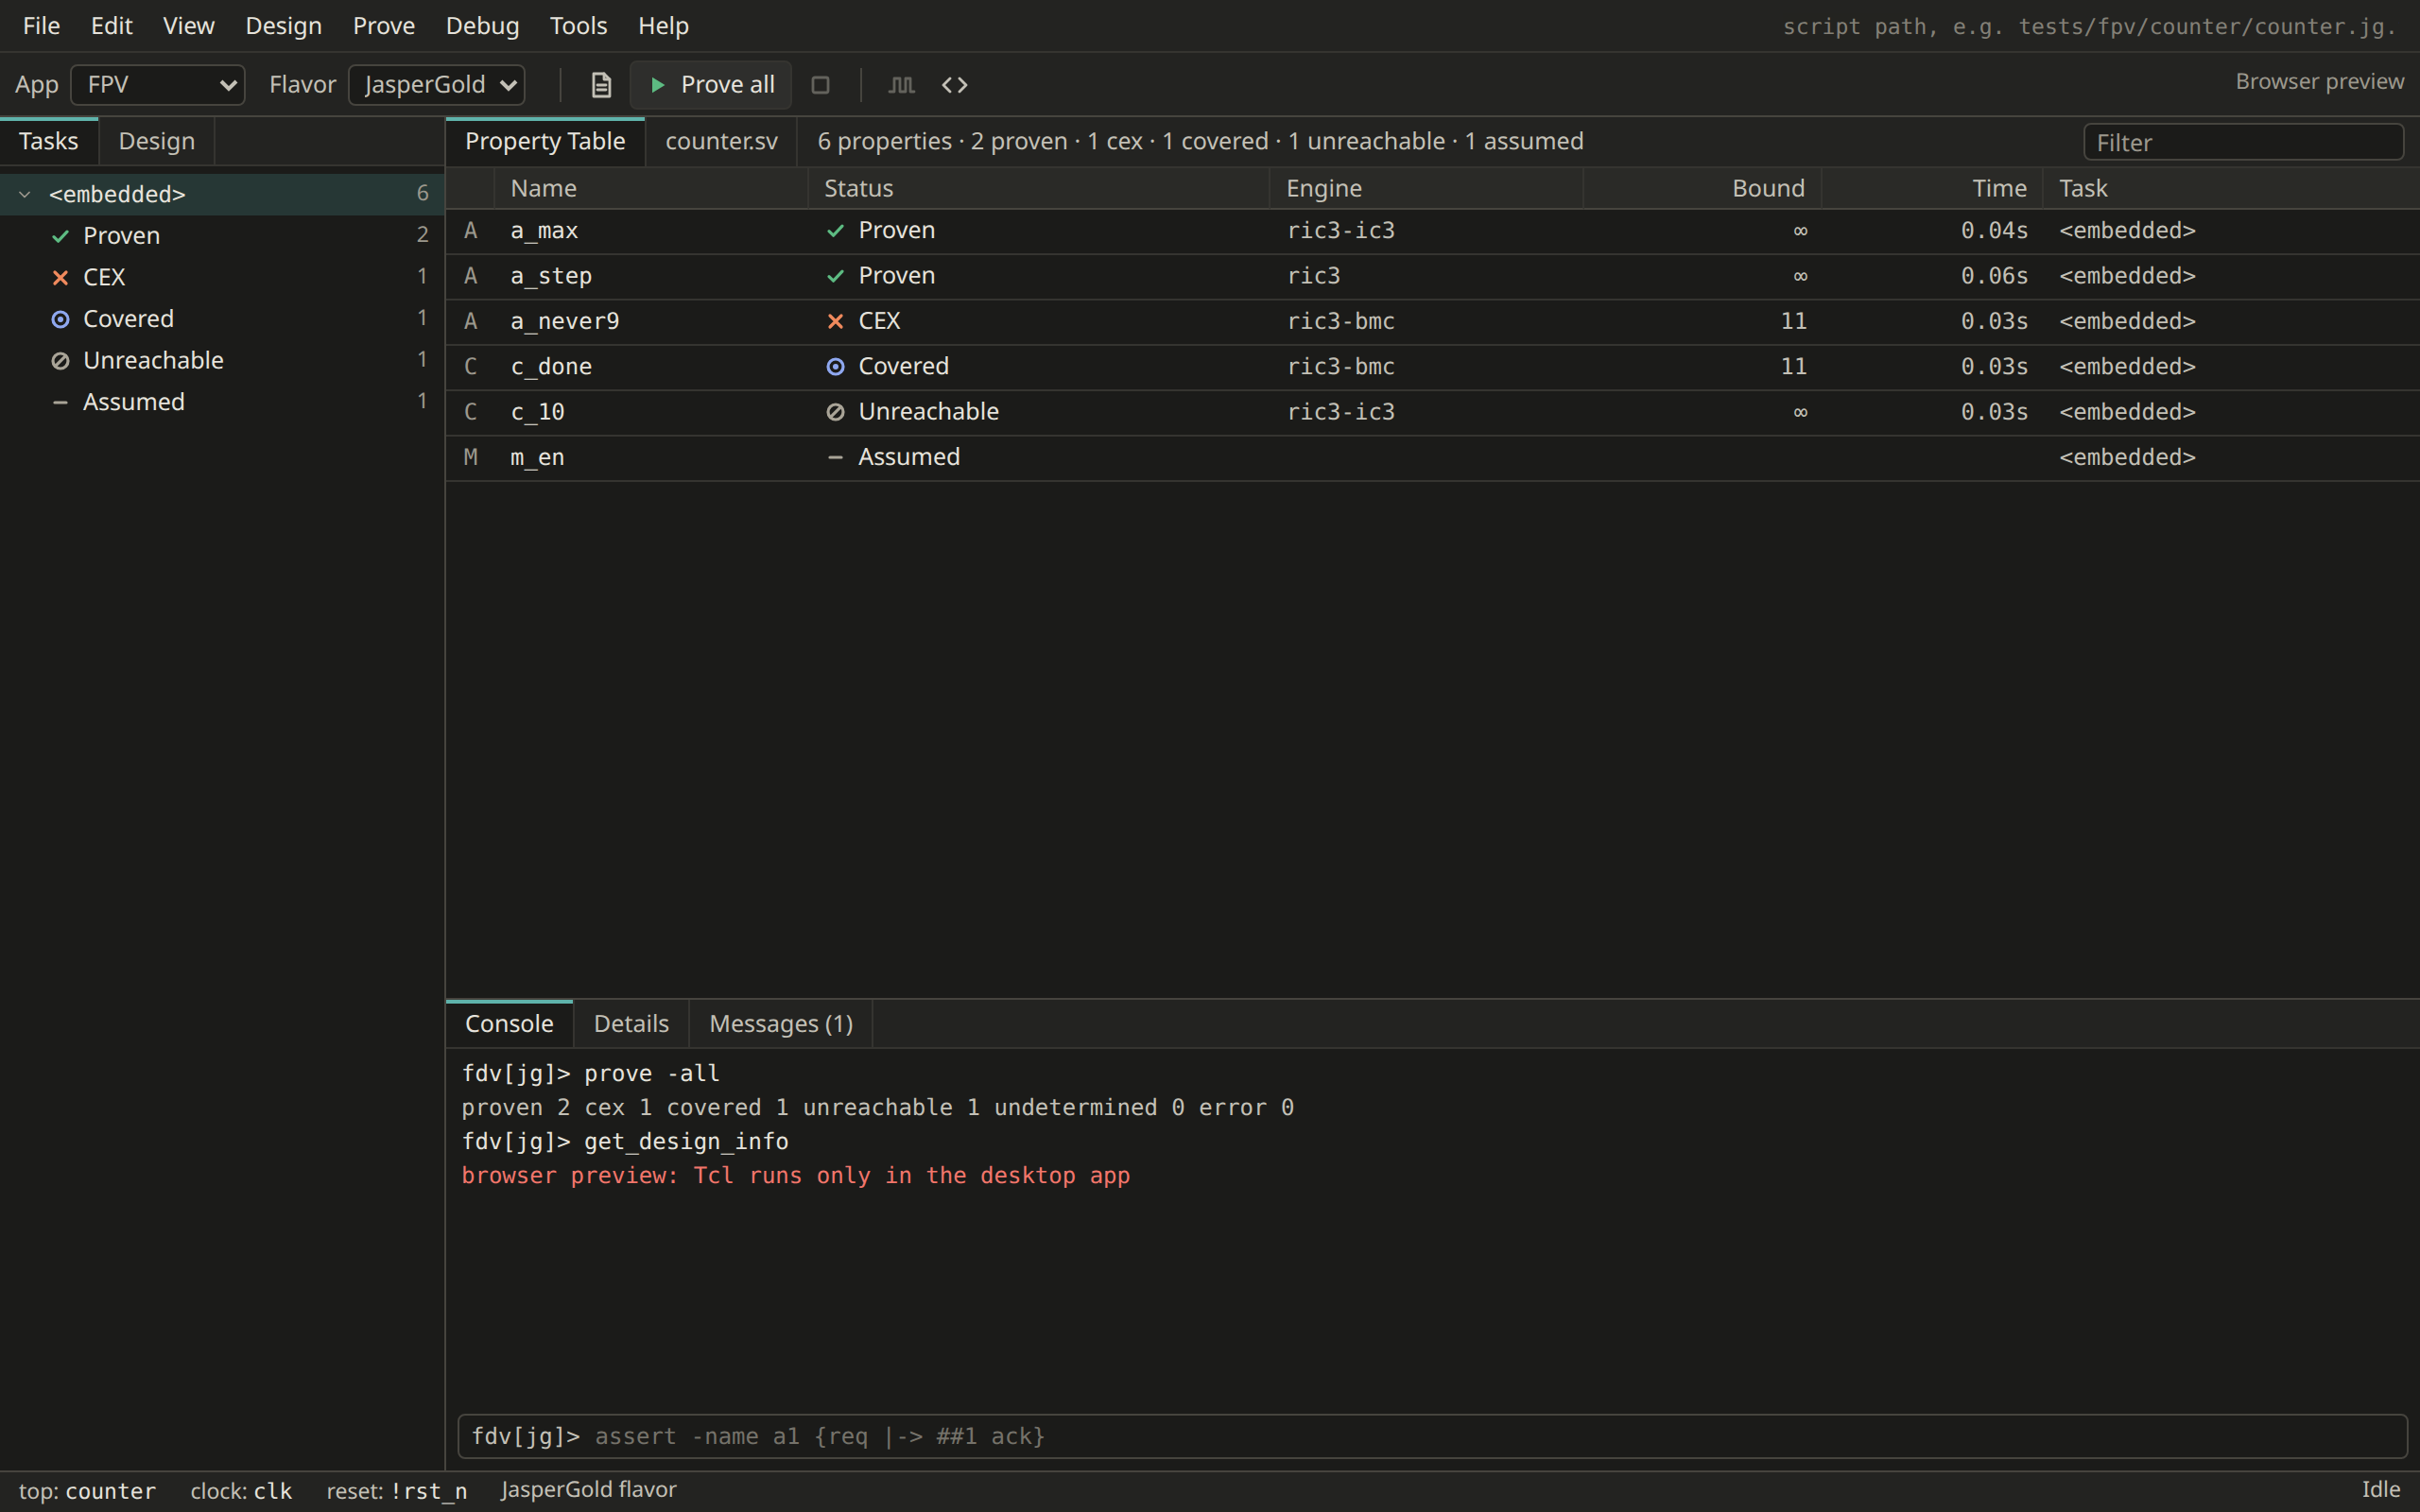 File Edit View Design Prove Debug Tools Help script path, e.g. tests/fpv/counter/counter.jg.
App FPV Flavor JasperGold Prove all Browser preview
Tasks Design
<embedded> 6
Proven 2
CEX 1
Covered 1
Unreachable 1
Assumed 1
Property Table counter.sv 6 properties · 2 proven · 1 cex · 1 covered · 1 unreachable · 1 assumed Filter
Name Status Engine Bound Time Task
A a_max Proven ric3-ic3 ∞ 0.04s <embedded>
A a_step Proven ric3 ∞ 0.06s <embedded>
A a_never9 CEX ric3-bmc 11 0.03s <embedded>
C c_done Covered ric3-bmc 11 0.03s <embedded>
C c_10 Unreachable ric3-ic3 ∞ 0.03s <embedded>
M m_en Assumed <embedded>
Console Details Messages (1)
fdv[jg]> prove -all
proven 2 cex 1 covered 1 unreachable 1 undetermined 0 error 0
fdv[jg]> get_design_info
browser preview: Tcl runs only in the desktop app
fdv[jg]> assert -name a1 {req |-> ##1 ack}
top: counter clock: clk reset: !rst_n JasperGold flavor Idle